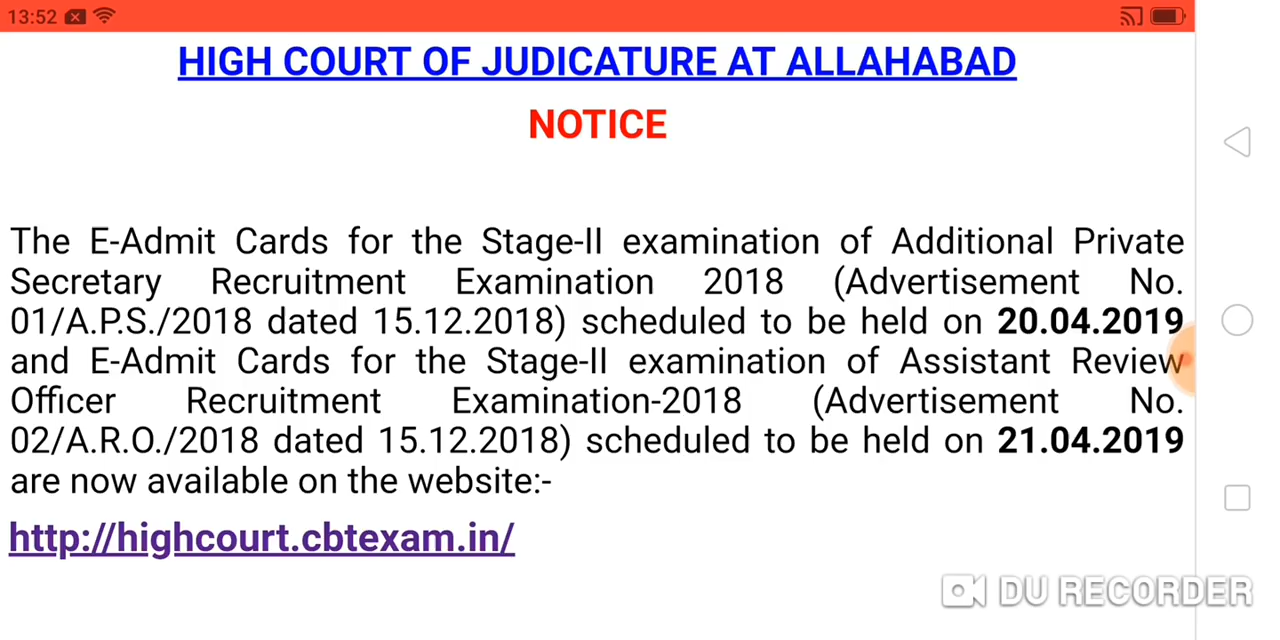 13:52
HIGH COURT OF JUDICATURE AT ALLAHABAD
NOTICE
The E-Admit Cards for the Stage-II examination of Additional Private
Secretary Recruitment Examination 2018 (Advertisement No.
01/A.P.S./2018 dated 15.12.2018) scheduled to be held on 20.04.2019
and E-Admit Cards for the Stage-II examination of Assistant Review
Officer Recruitment Examination-2018 (Advertisement No.
02/A.R.O./2018 dated 15.12.2018) scheduled to be held on 21.04.2019
are now available on the website:-
http://highcourt.cbtexam.in/
DU RECORDER